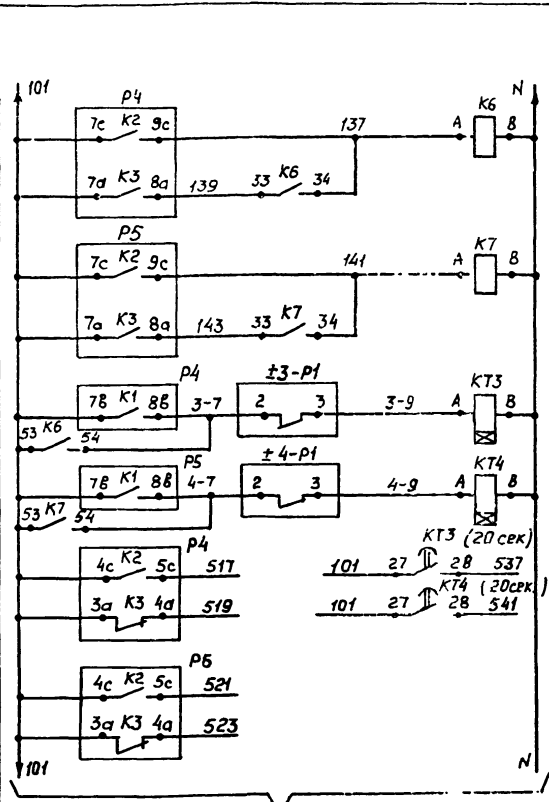 101 N
P4 K6
7c K2 9c 137 A B
7a K3 8a 139 33 K6 34
P5 K7
7c K2 9c 141 A B
7a K3 8a 143 33 K7 34
P4 ±3-P1 KT3
7в K1 8в 3-7 2 3 3-9 A B
53 K6 54
P5 ±4-P1 KT4
7в K1 8в 4-7 2 3 4-9 A B
53 K7 54
P4 KT3 (20 сек)
4c K2 5c 517 101 27 28 537
KT4 (20сек)
3a K3 4a 519 101 27 28 541
P6
4c K2 5c 521
3a K3 4a 523
101 N